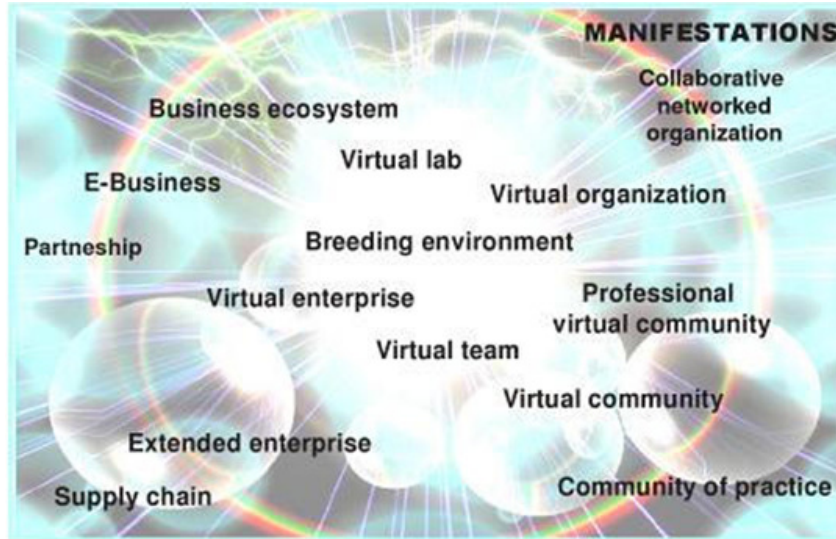 MANIFESTATIONS
Collaborative
networked
organization
Business ecosystem
Virtual lab
E-Business
Virtual organization
Partneship
Breeding environment
Virtual enterprise
Professional
virtual community
Virtual team
Virtual community
Extended enterprise
Supply chain
Community of practice